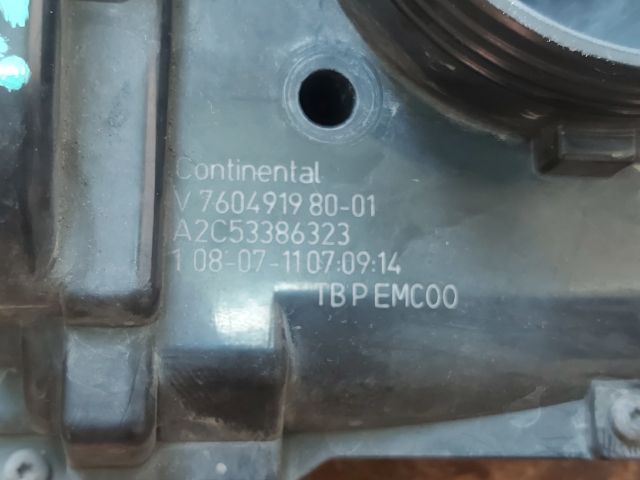 Continental
V 7604919 80-01
A2C53386323
1 08-07-11 07:09:14
TB P EMC00